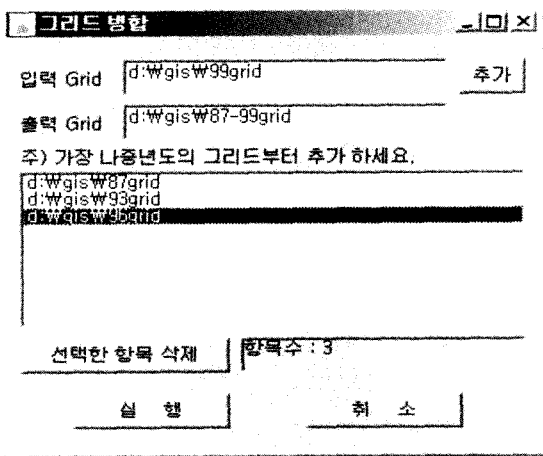 그리드 병합
입력 Grid d:₩gis₩99grid 추가
출력 Grid d:₩gis₩87-99grid
주) 가장 나중년도의 그리드부터 추가 하세요.
d:₩gis₩87grid
d:₩gis₩93grid
d:₩gis₩96grid
선택한 항목 삭제 항목수 : 3
실 행 취 소